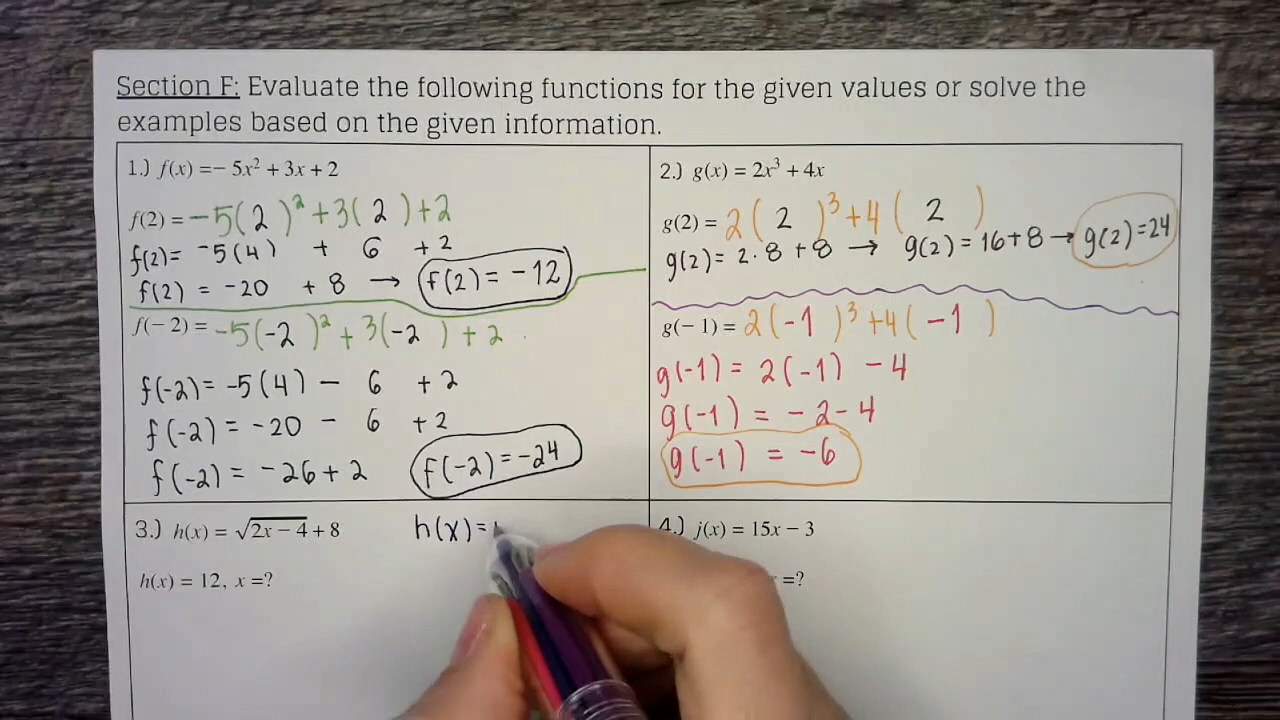 Section F: Evaluate the following functions for the given values or solve the
examples based on the given information.
1.) f(x) =− 5x² + 3x + 2
f(2) = -5(2)² +3(2)+2
f(2)= -5(4) + 6 +2
f(2) = -20 +8 → f(2) = -12
f(− 2) = -5(-2)² + 3(-2) + 2
f(-2)= -5(4) - 6 +2
f(-2) = -20 - 6 +2
f(-2) = -26+2 f(-2)=-24
2.) g(x) = 2x³ + 4x
g(2) = 2(2)³+4(2)
g(2)= 2·8 +8 → g(2)=16+8 → g(2)=24
g(− 1) = 2(-1)³+4(-1)
g(-1) = 2(-1) -4
g(-1) = -2-4
g(-1) = -6
3.) h(x) = √2x − 4 + 8 h(x)=
h(x) = 12, x =?
4.) j(x) = 15x − 3
=?